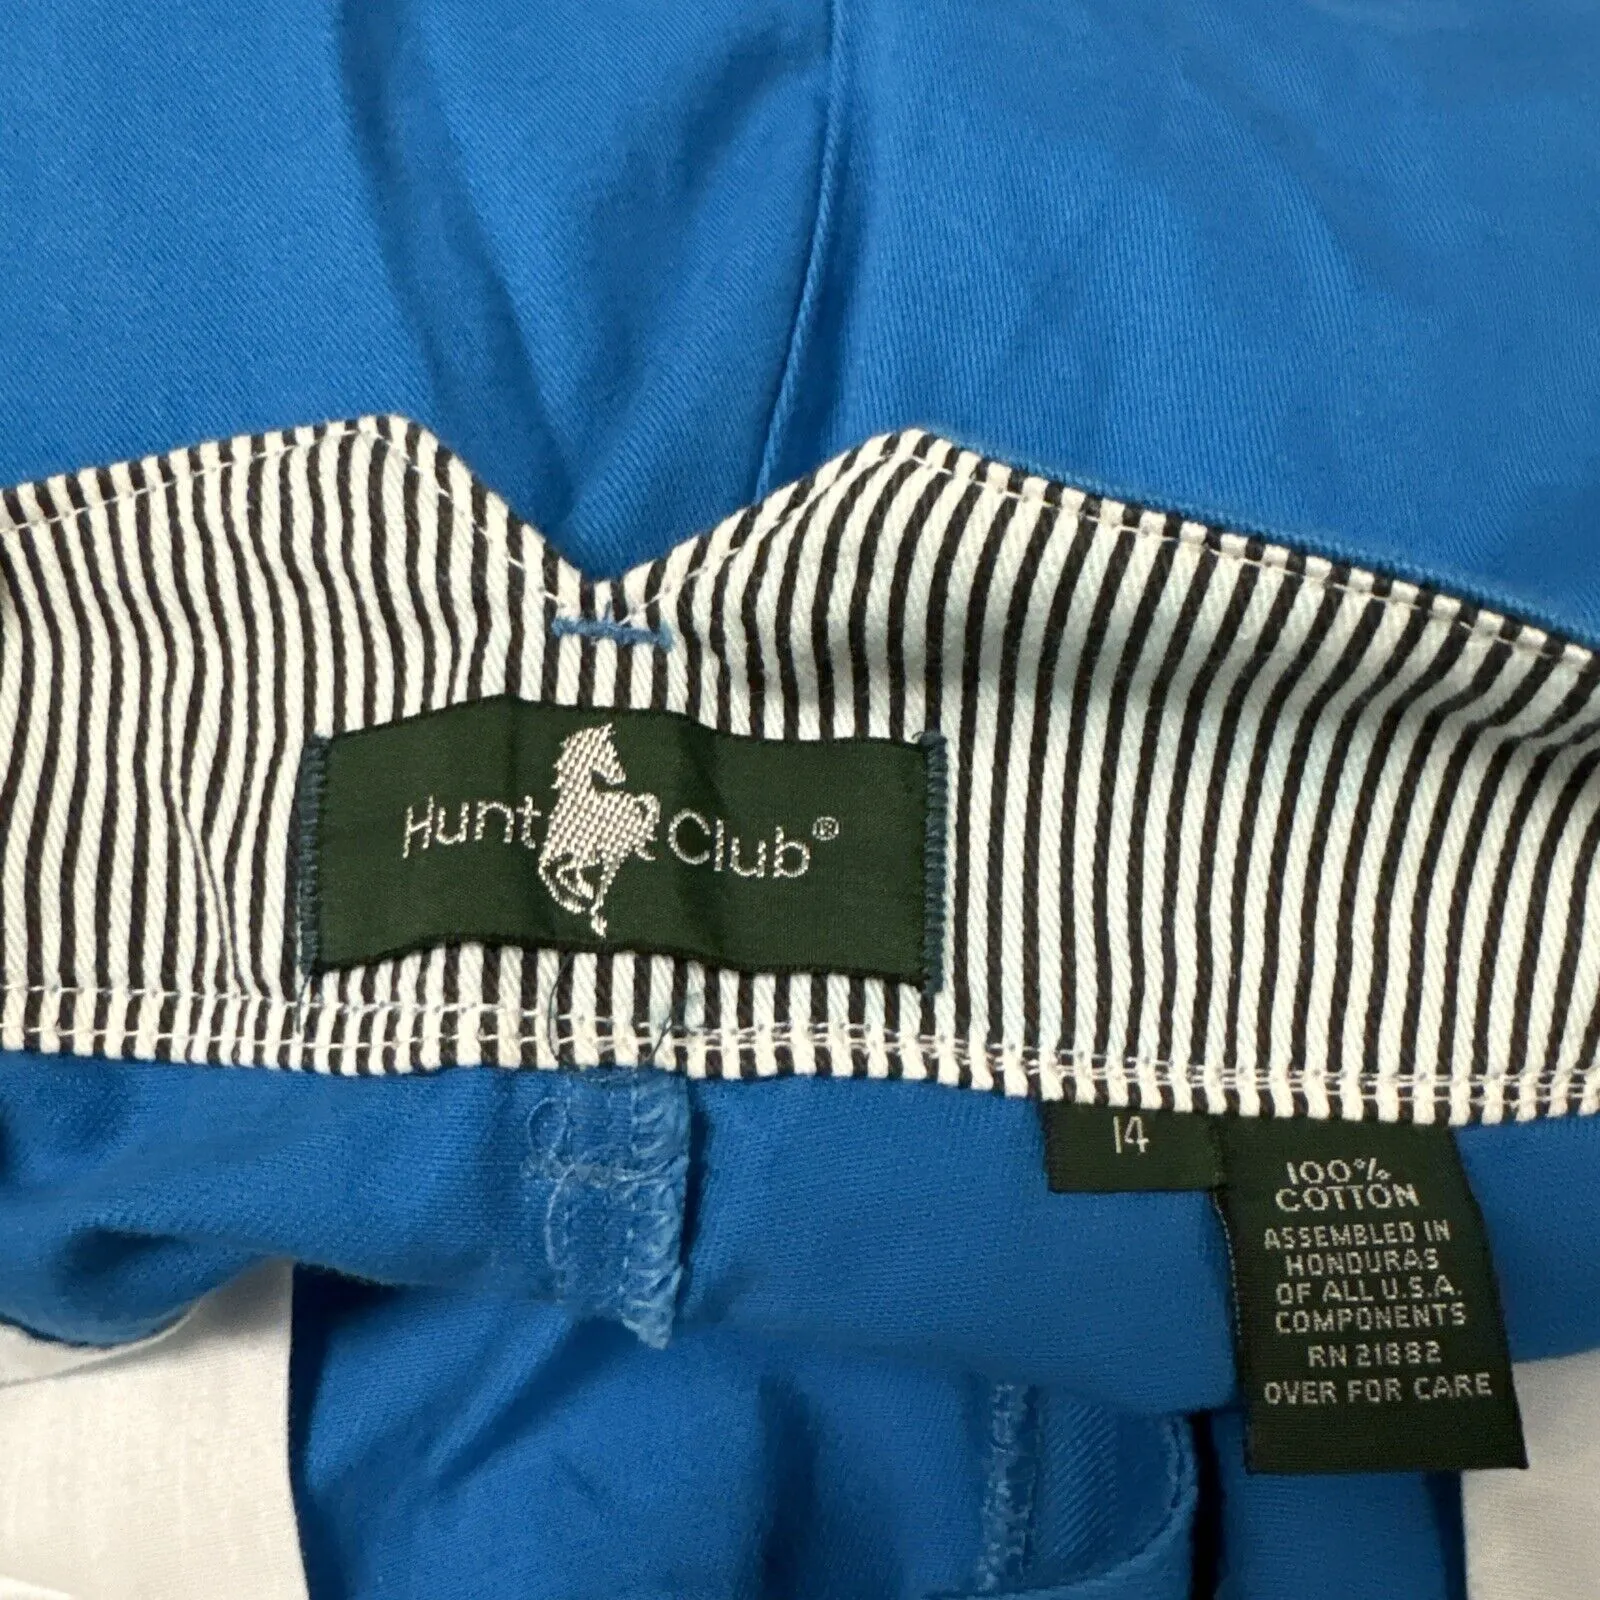 Hunt Club®
14
100%
COTTON
ASSEMBLED IN
HONDURAS
OF ALL U.S.A.
COMPONENTS
RN 21882
OVER FOR CARE